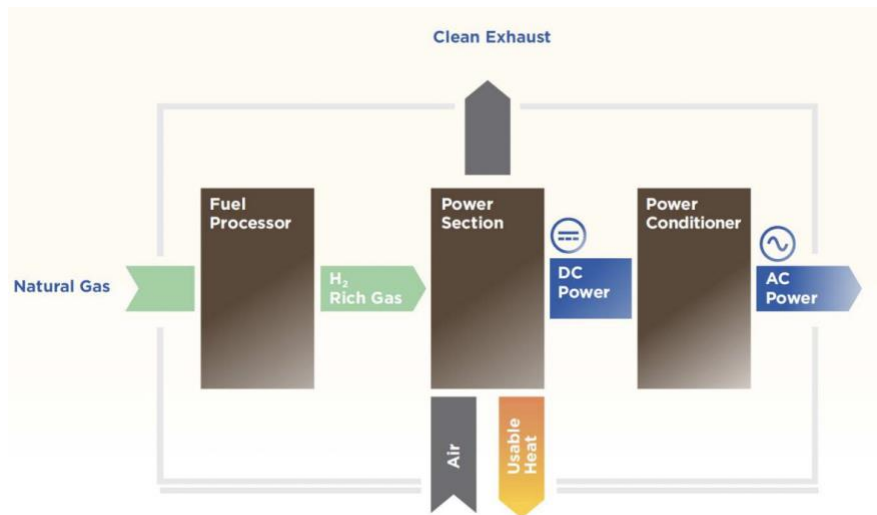 Clean Exhaust
Fuel
Processor
Power
Section
Power
Conditioner
Natural Gas
H₂
Rich Gas
DC
Power
AC
Power
Air
Usable
Heat